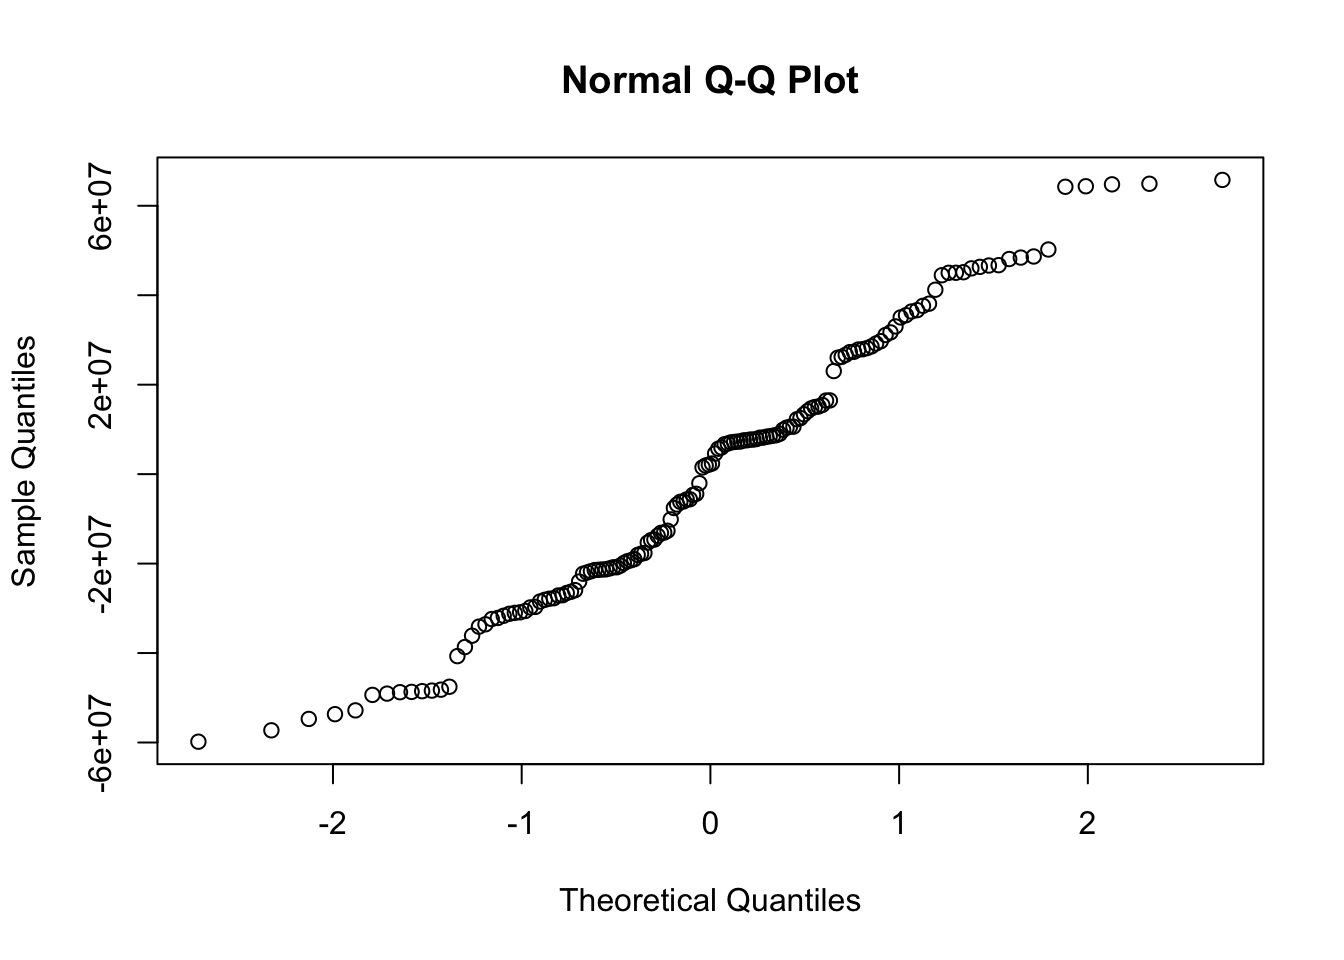 Normal Q-Q Plot
6e+07
2e+07
-2e+07
-6e+07
Sample Quantiles
-2 -1 0 1 2
Theoretical Quantiles